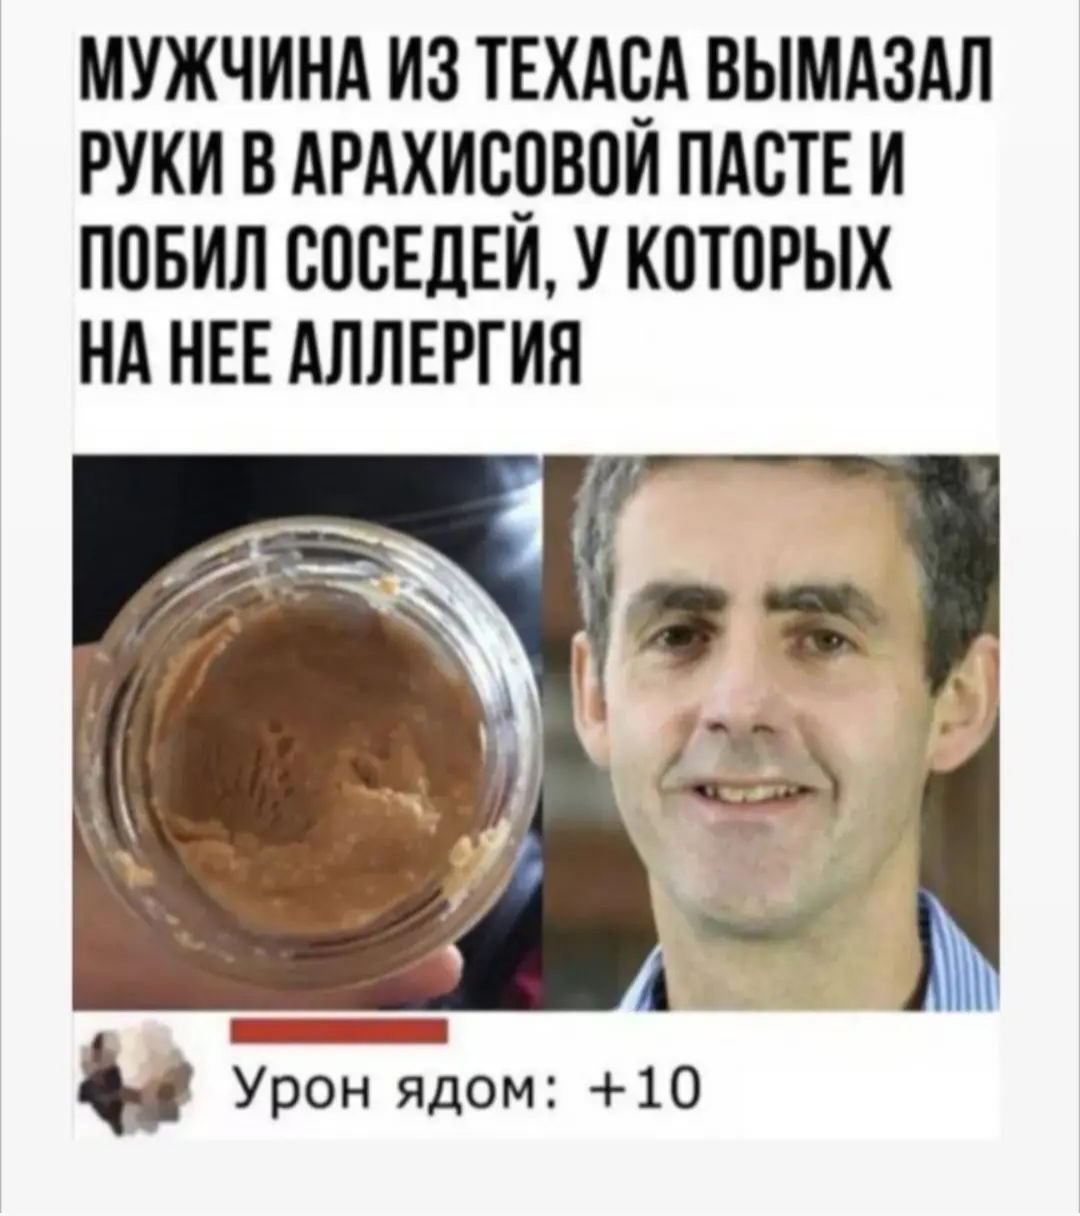 МУЖЧИНА ИЗ ТЕХАСА ВЫМАЗАЛ
РУКИ В АРАХИСОВОЙ ПАСТЕ И
ПОБИЛ СОСЕДЕЙ, У КОТОРЫХ
НА НЕЕ АЛЛЕРГИЯ
Урон ядом: +10